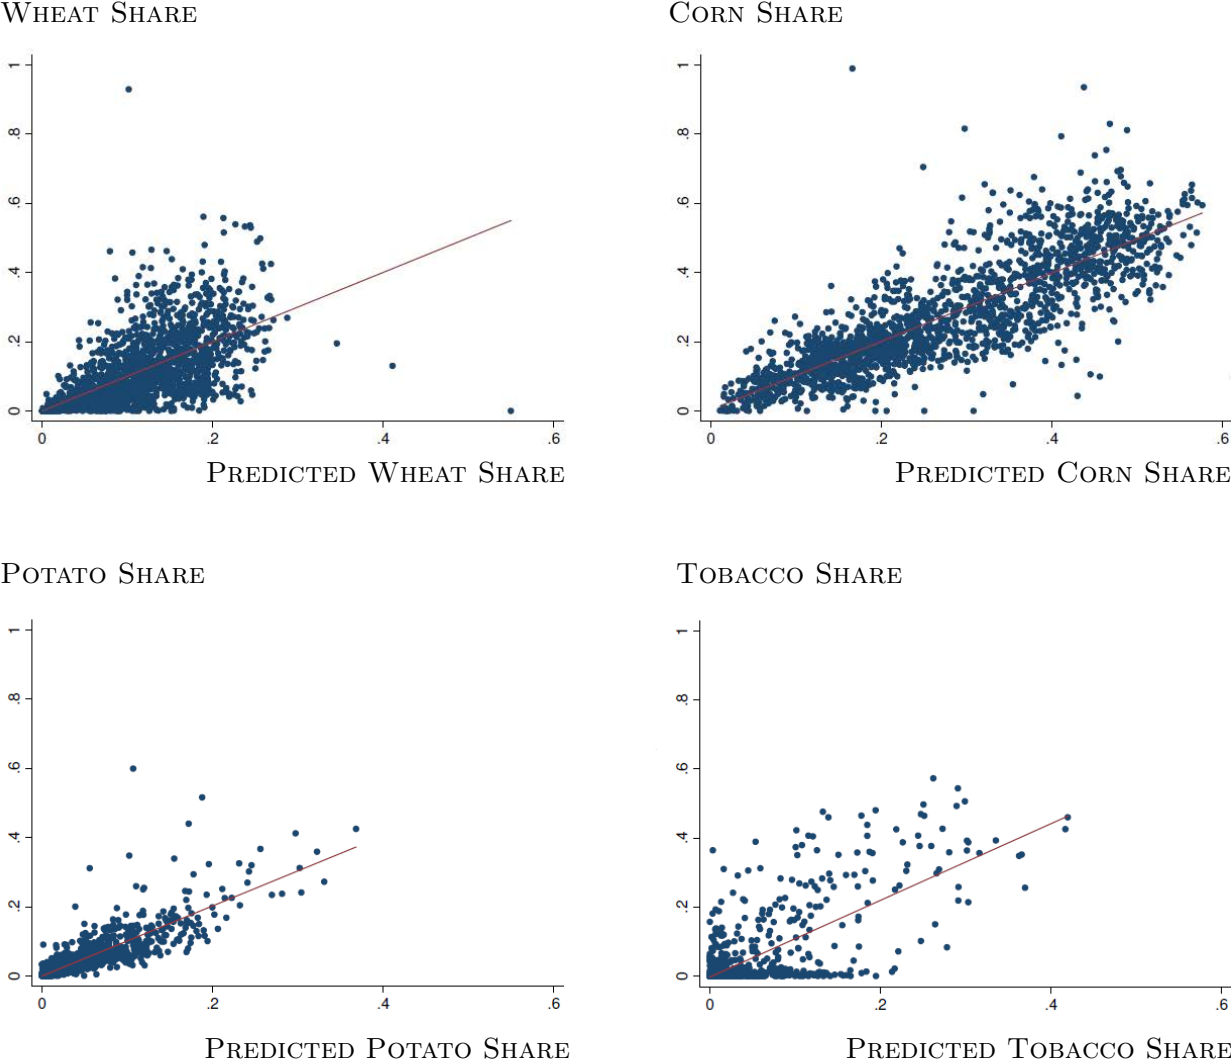 Wheat Share
Corn Share
1
.8
.6
.4
.2
0
0 .2 .4 .6
Predicted Wheat Share
1
.8
.6
.4
.2
0
0 .2 .4 .6
Predicted Corn Share
Potato Share
Tobacco Share
1
.8
.6
.4
.2
0
0 .2 .4 .6
Predicted Potato Share
1
.8
.6
.4
.2
0
0 .2 .4 .6
Predicted Tobacco Share